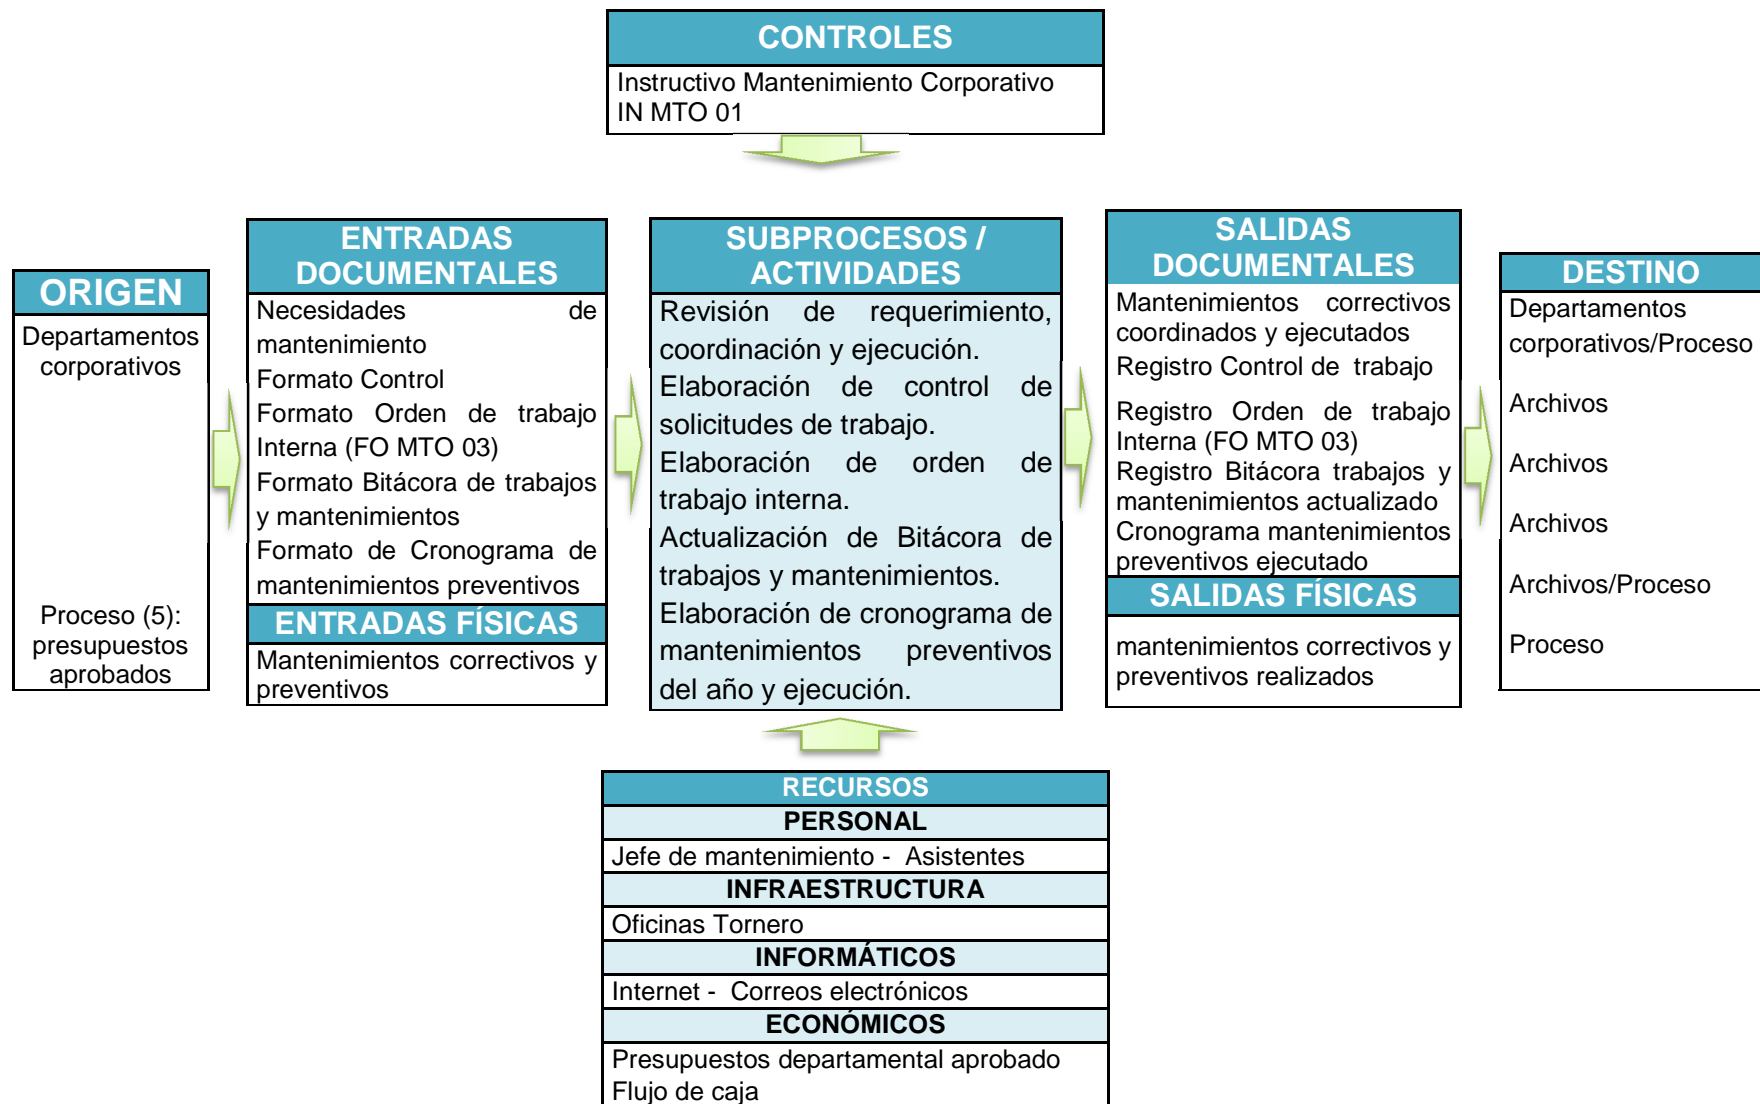 CONTROLES
Instructivo Mantenimiento Corporativo
IN MTO 01
ORIGEN
Departamentos
corporativos
Proceso (5):
presupuestos
aprobados
ENTRADAS
DOCUMENTALES
Necesidades de
mantenimiento
Formato Control
Formato Orden de trabajo
Interna (FO MTO 03)
Formato Bitácora de trabajos
y mantenimientos
Formato de Cronograma de
mantenimientos preventivos
ENTRADAS FÍSICAS
Mantenimientos correctivos y
preventivos
SUBPROCESOS /
ACTIVIDADES
Revisión de requerimiento,
coordinación y ejecución.
Elaboración de control de
solicitudes de trabajo.
Elaboración de orden de
trabajo interna.
Actualización de Bitácora de
trabajos y mantenimientos.
Elaboración de cronograma de
mantenimientos preventivos
del año y ejecución.
SALIDAS
DOCUMENTALES
Mantenimientos correctivos
coordinados y ejecutados
Registro Control de trabajo
Registro Orden de trabajo
Interna (FO MTO 03)
Registro Bitácora trabajos y
mantenimientos actualizado
Cronograma mantenimientos
preventivos ejecutado
SALIDAS FÍSICAS
mantenimientos correctivos y
preventivos realizados
DESTINO
Departamentos
corporativos/Proceso
Archivos
Archivos
Archivos
Archivos/Proceso
Proceso
RECURSOS
PERSONAL
Jefe de mantenimiento - Asistentes
INFRAESTRUCTURA
Oficinas Tornero
INFORMÁTICOS
Internet - Correos electrónicos
ECONÓMICOS
Presupuestos departamental aprobado
Flujo de caja